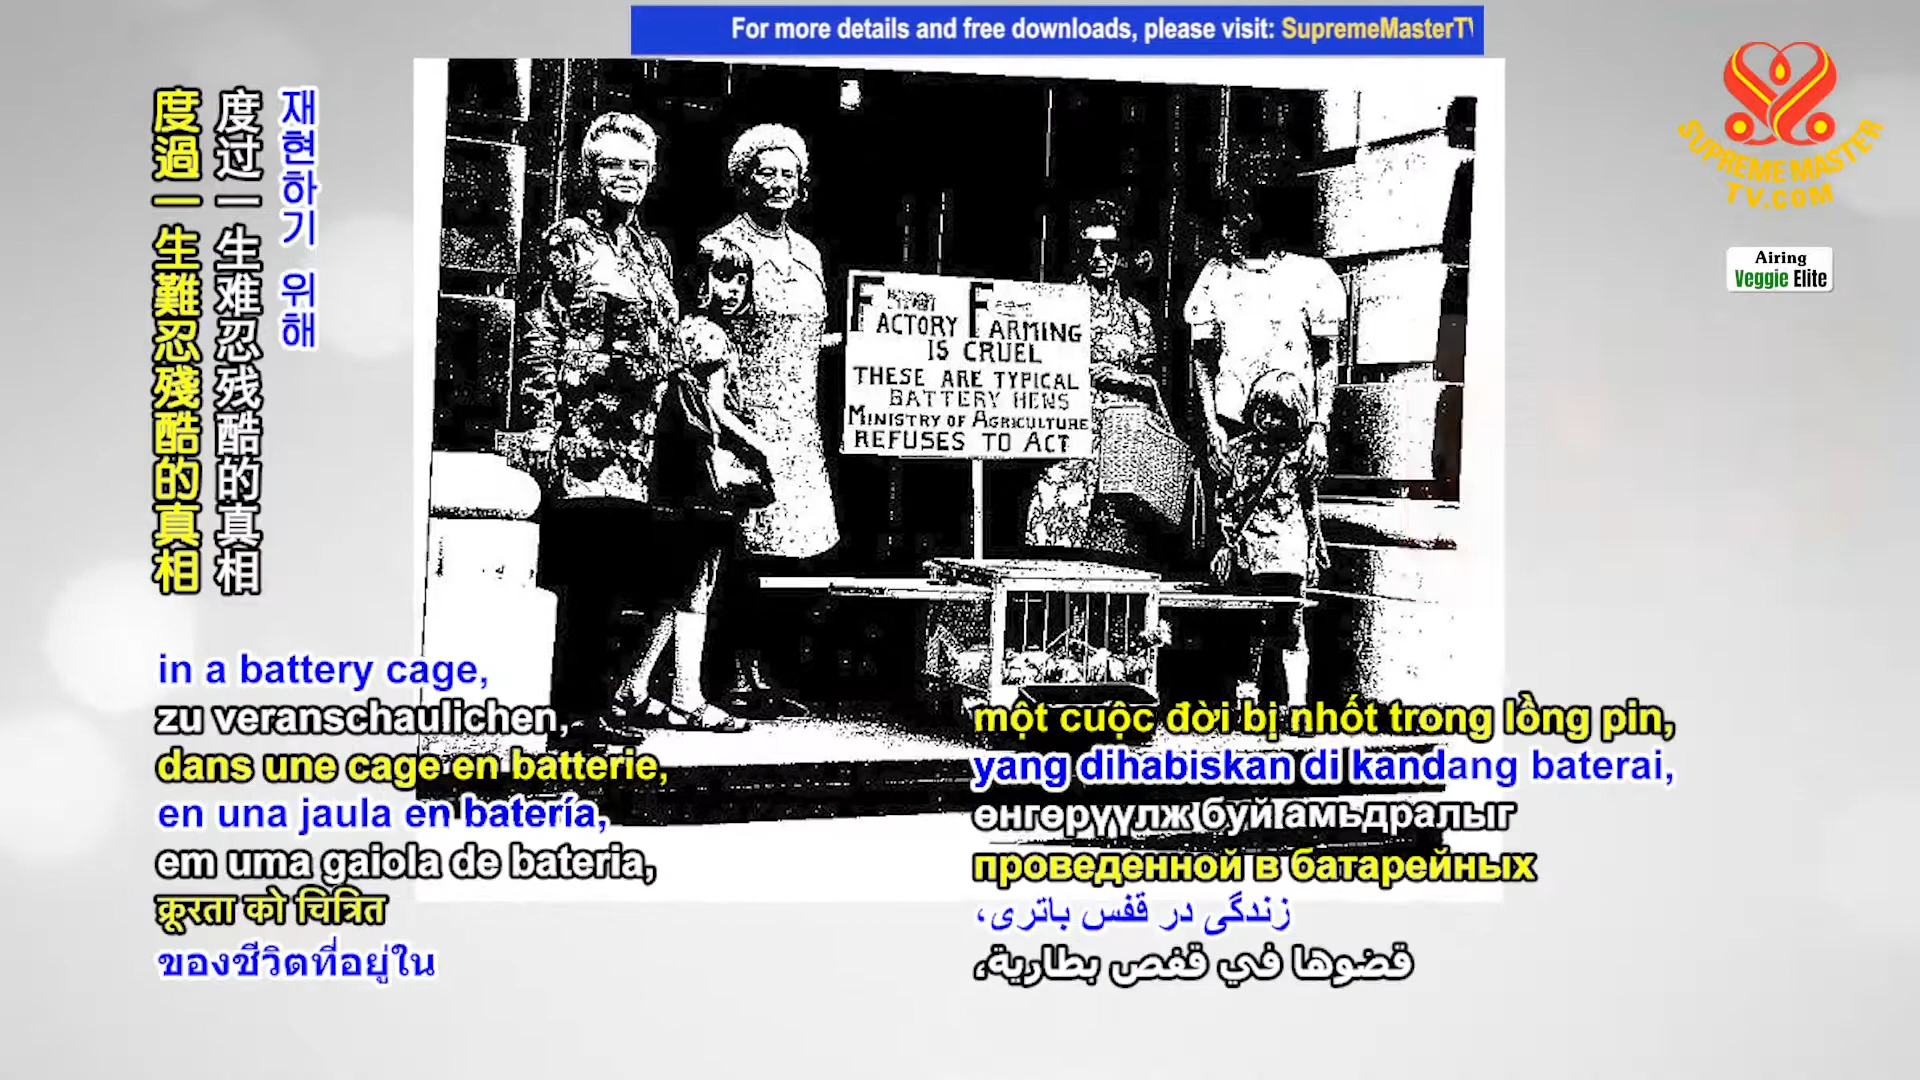 For more details and free downloads, please visit: SupremeMasterTV
SUPREME MASTER
TV.COM
Airing
Veggie Elite
재현하기 위해
度过一生难忍残酷的真相
度過一生難忍殘酷的真相
FACTORY FARMING
IS CRUEL
THESE ARE TYPICAL
BATTERY HENS
MINISTRY OF AGRICULTURE
REFUSES TO ACT
in a battery cage,
zu veranschaulichen,
dans une cage en batterie,
en una jaula en batería,
em uma gaiola de bateria,
क्रूरता को चित्रित
ของชีวิตที่อยู่ใน
một cuộc đời bị nhốt trong lồng pin,
yang dihabiskan di kandang baterai,
өнгөрүүлж буй амьдралыг
проведенной в батарейных
زندگی در قفس باتری،
قضوها في قفص بطارية،